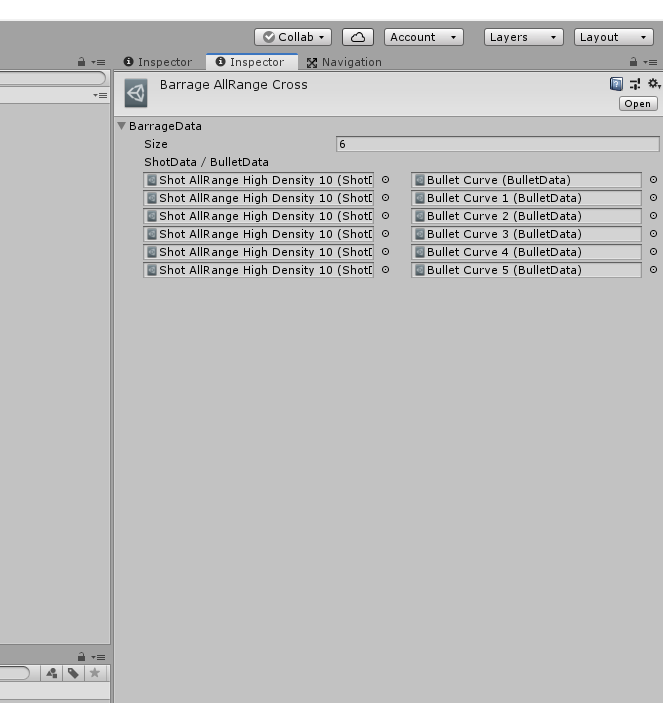 Collab Account Layers Layout
Inspector Inspector Navigation
Barrage AllRange Cross
Open
BarrageData
Size 6
ShotData / BulletData
Shot AllRange High Density 10 (ShotD Bullet Curve (BulletData)
Shot AllRange High Density 10 (ShotD Bullet Curve 1 (BulletData)
Shot AllRange High Density 10 (ShotD Bullet Curve 2 (BulletData)
Shot AllRange High Density 10 (ShotD Bullet Curve 3 (BulletData)
Shot AllRange High Density 10 (ShotD Bullet Curve 4 (BulletData)
Shot AllRange High Density 10 (ShotD Bullet Curve 5 (BulletData)